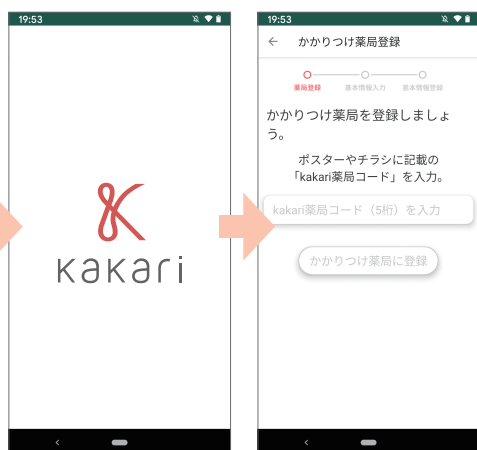 19:53
kakari
19:53
かかりつけ薬局登録
薬局登録 基本情報入力 基本情報登録
かかりつけ薬局を登録しましょ
う。
ポスターやチラシに記載の
「kakari薬局コード」を入力。
kakari薬局コード（5桁）を入力
かかりつけ薬局に登録